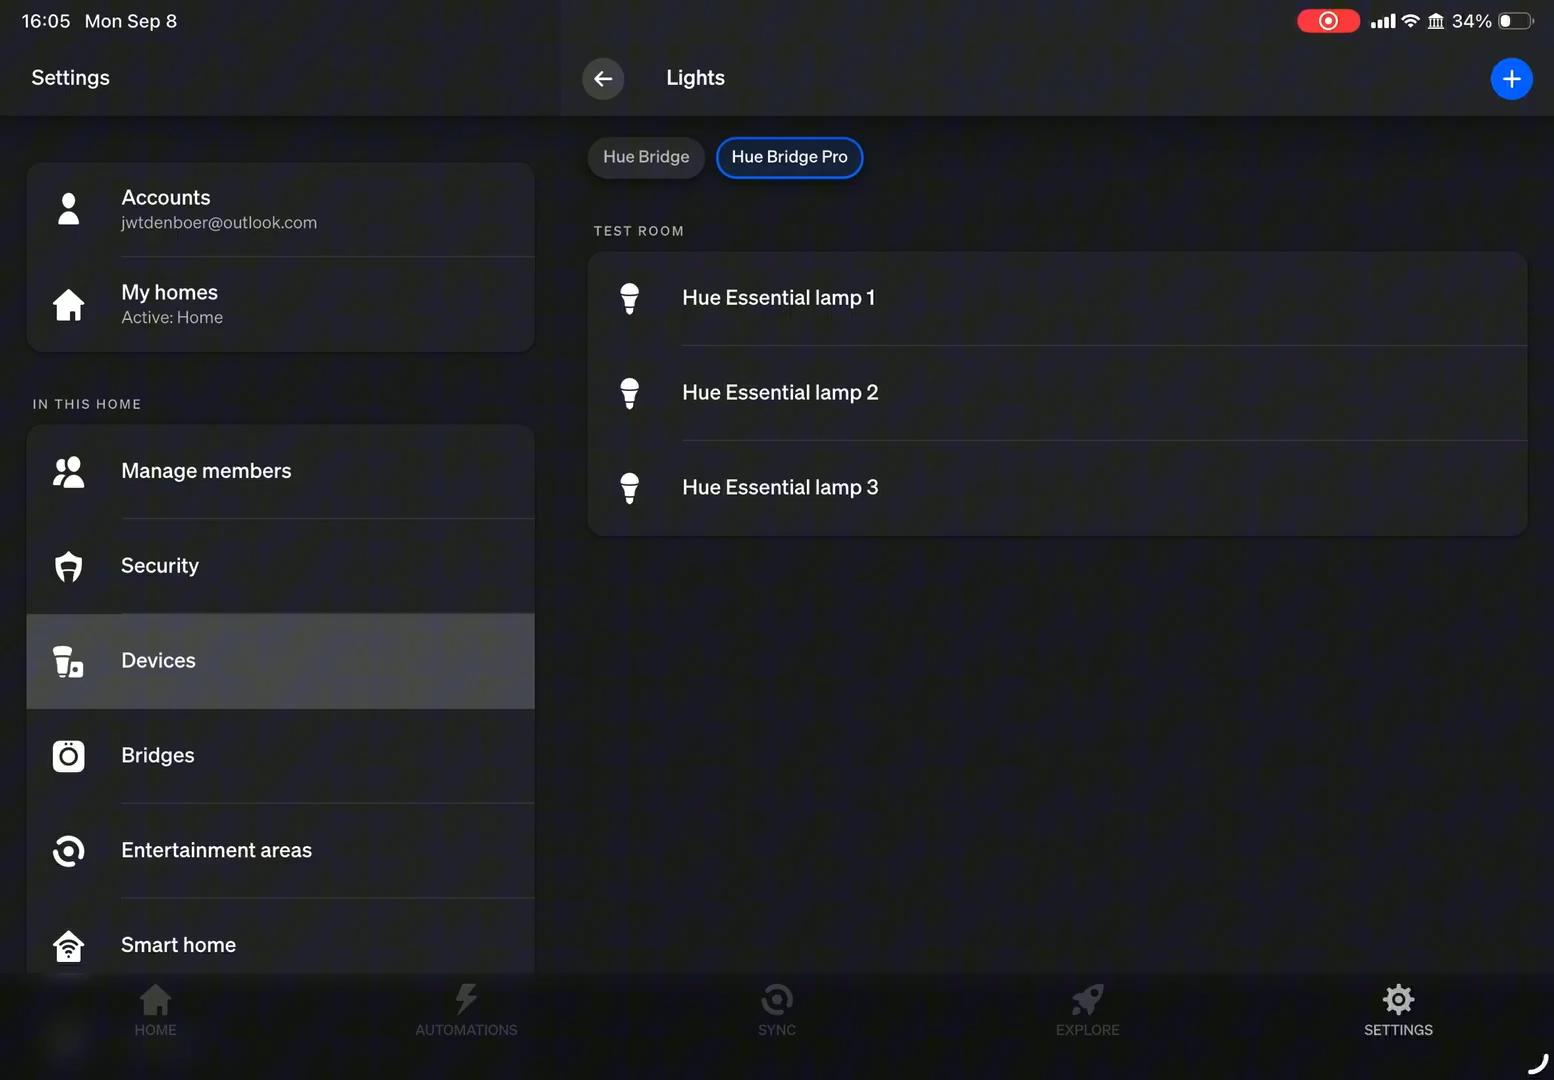 16:05 Mon Sep 8
34%
Settings
Lights
Accounts
jwtdenboer@outlook.com
My homes
Active: Home
IN THIS HOME
Manage members
Security
Devices
Bridges
Entertainment areas
Smart home
Hue Bridge
Hue Bridge Pro
TEST ROOM
Hue Essential lamp 1
Hue Essential lamp 2
Hue Essential lamp 3
HOME
AUTOMATIONS
SYNC
EXPLORE
SETTINGS